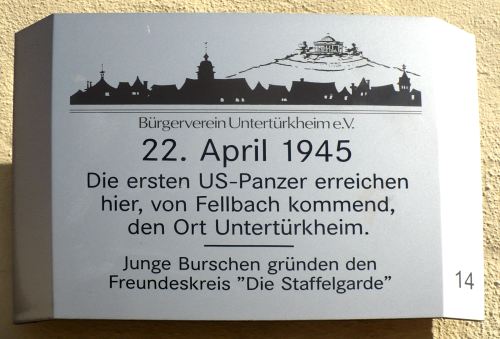 Bürgerverein Untertürkheim e.V.
22. April 1945
Die ersten US-Panzer erreichen
hier, von Fellbach kommend,
den Ort Untertürkheim.
Junge Burschen gründen den
Freundeskreis ”Die Staffelgarde”
14